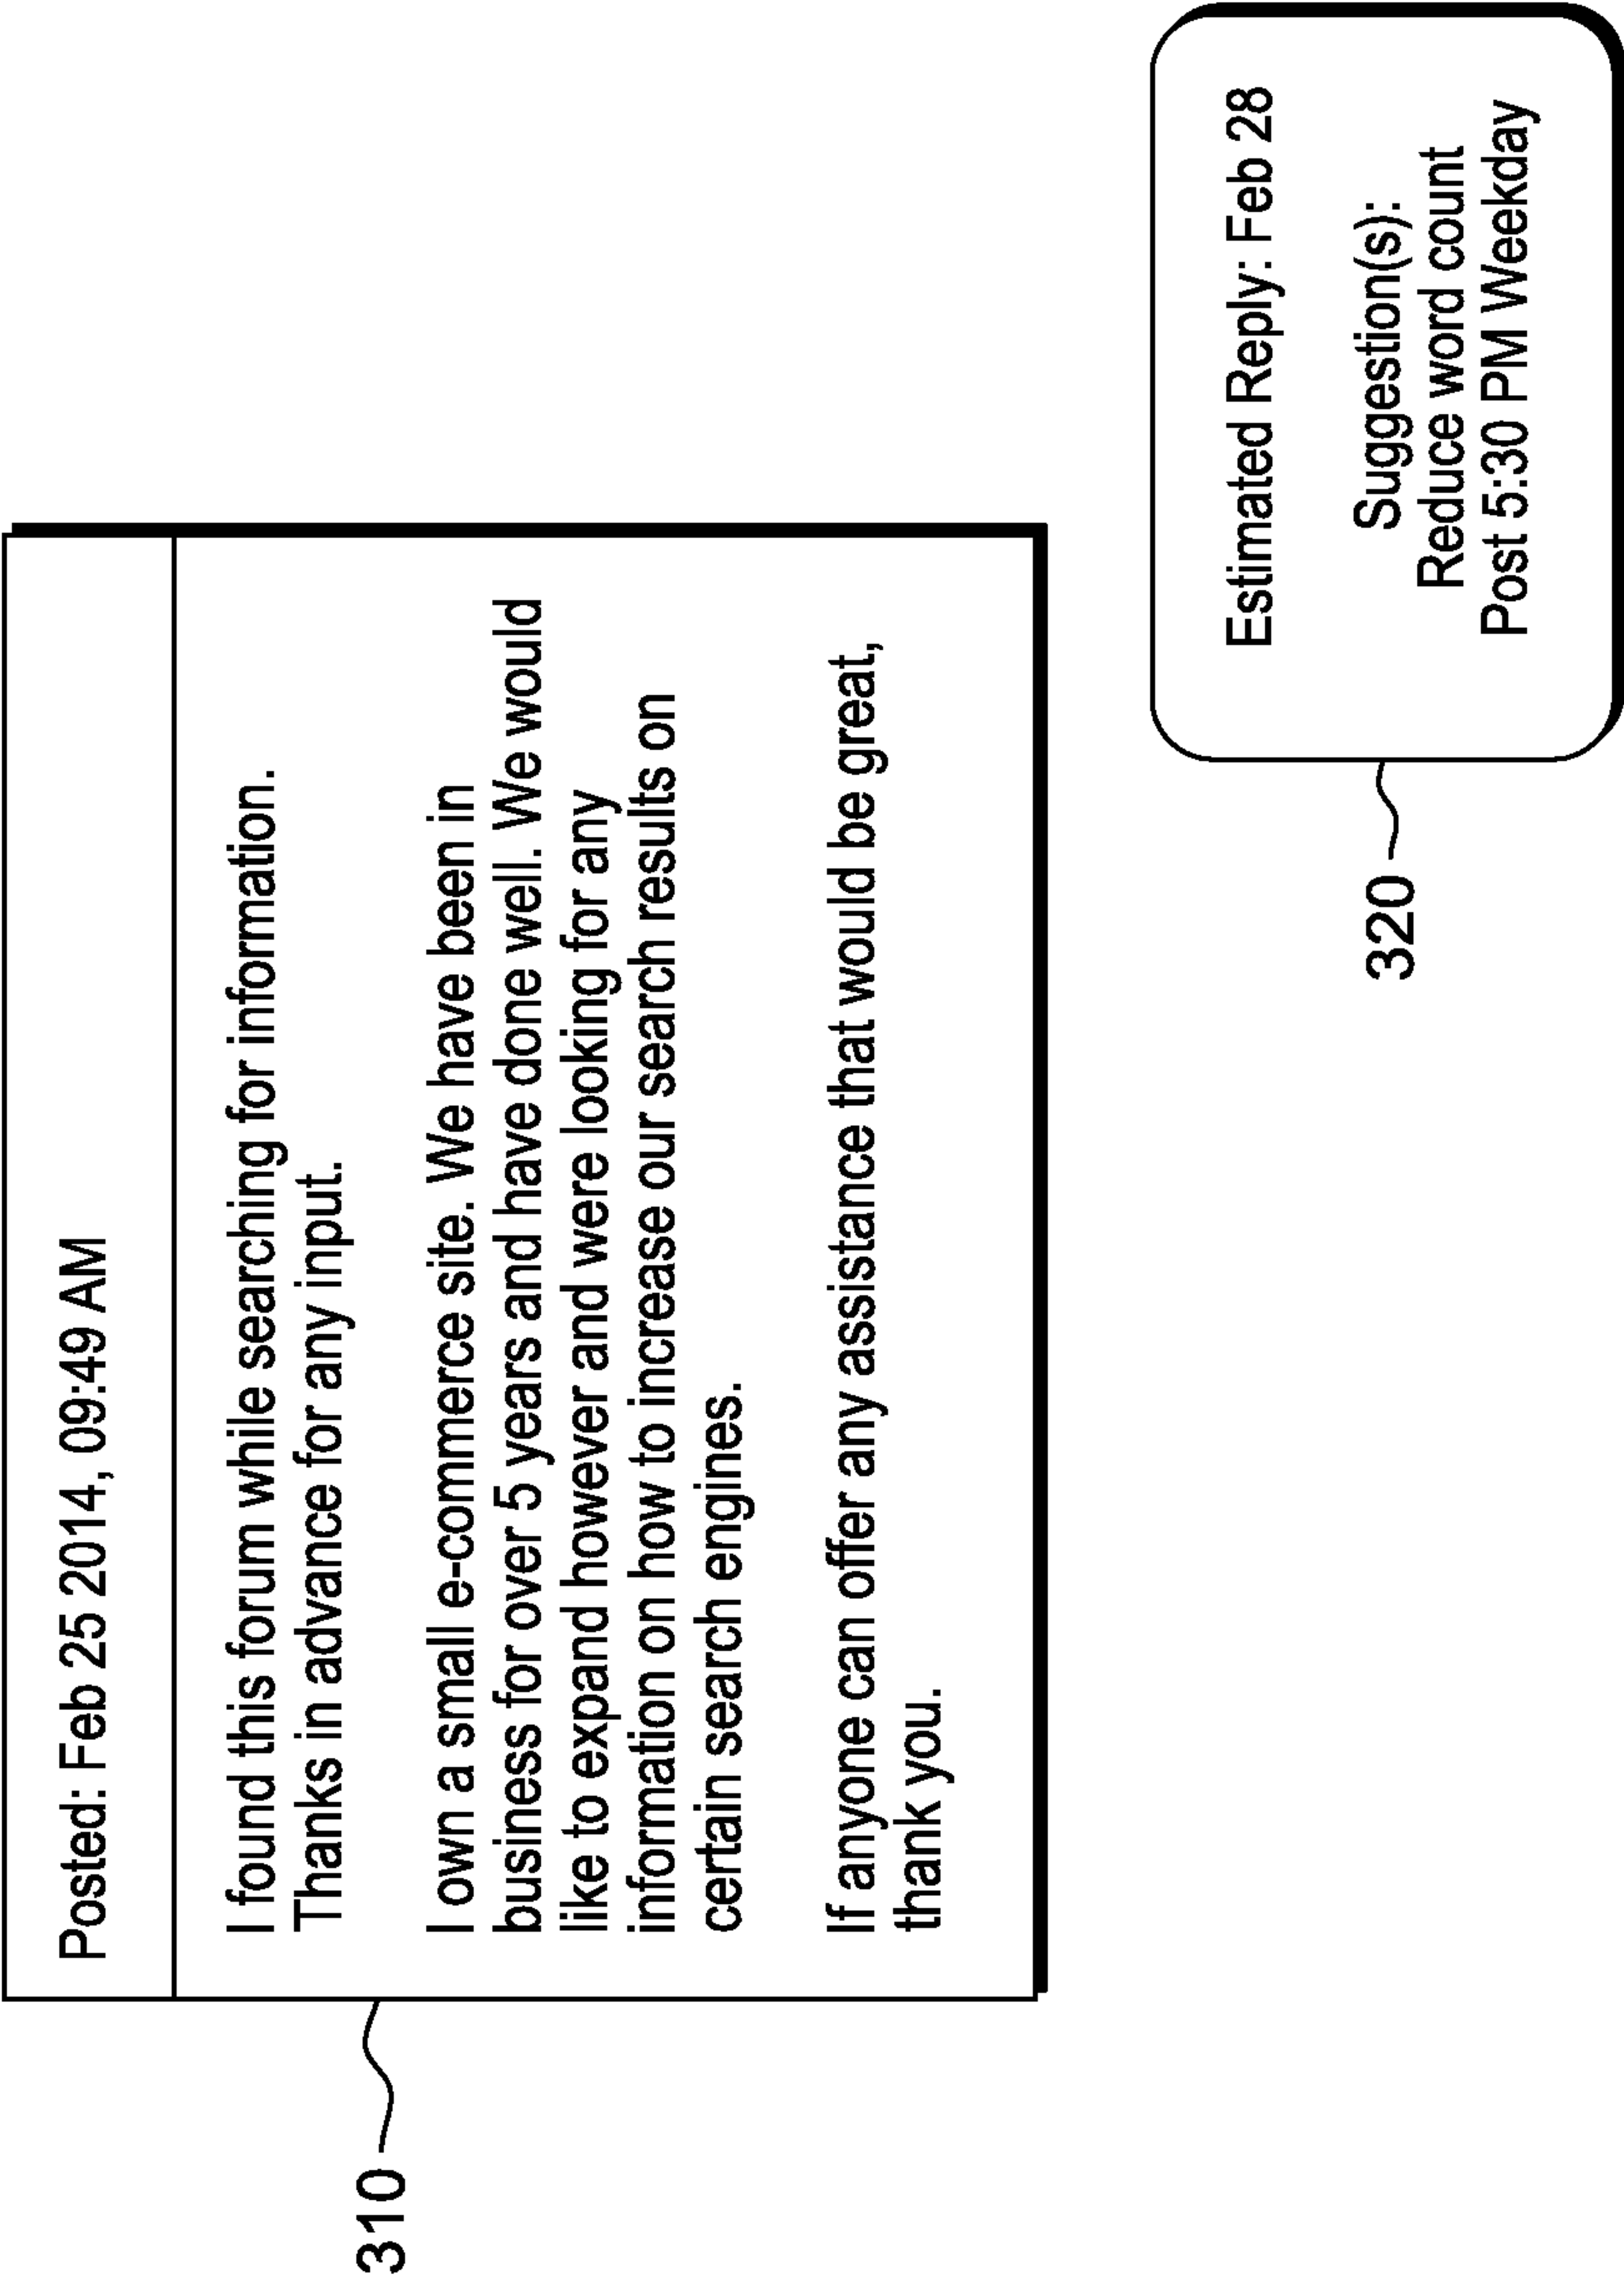 Posted: Feb 25 2014, 09:49 AM
I found this forum while searching for information.
Thanks in advance for any input.
I own a small e-commerce site. We have been in
business for over 5 years and have done well. We would
like to expand however and were looking for any
information on how to increase our search results on
certain search engines.
If anyone can offer any assistance that would be great,
thank you.
310
Estimated Reply: Feb 28
Suggestion(s):
Reduce word count
Post 5:30 PM Weekday
320